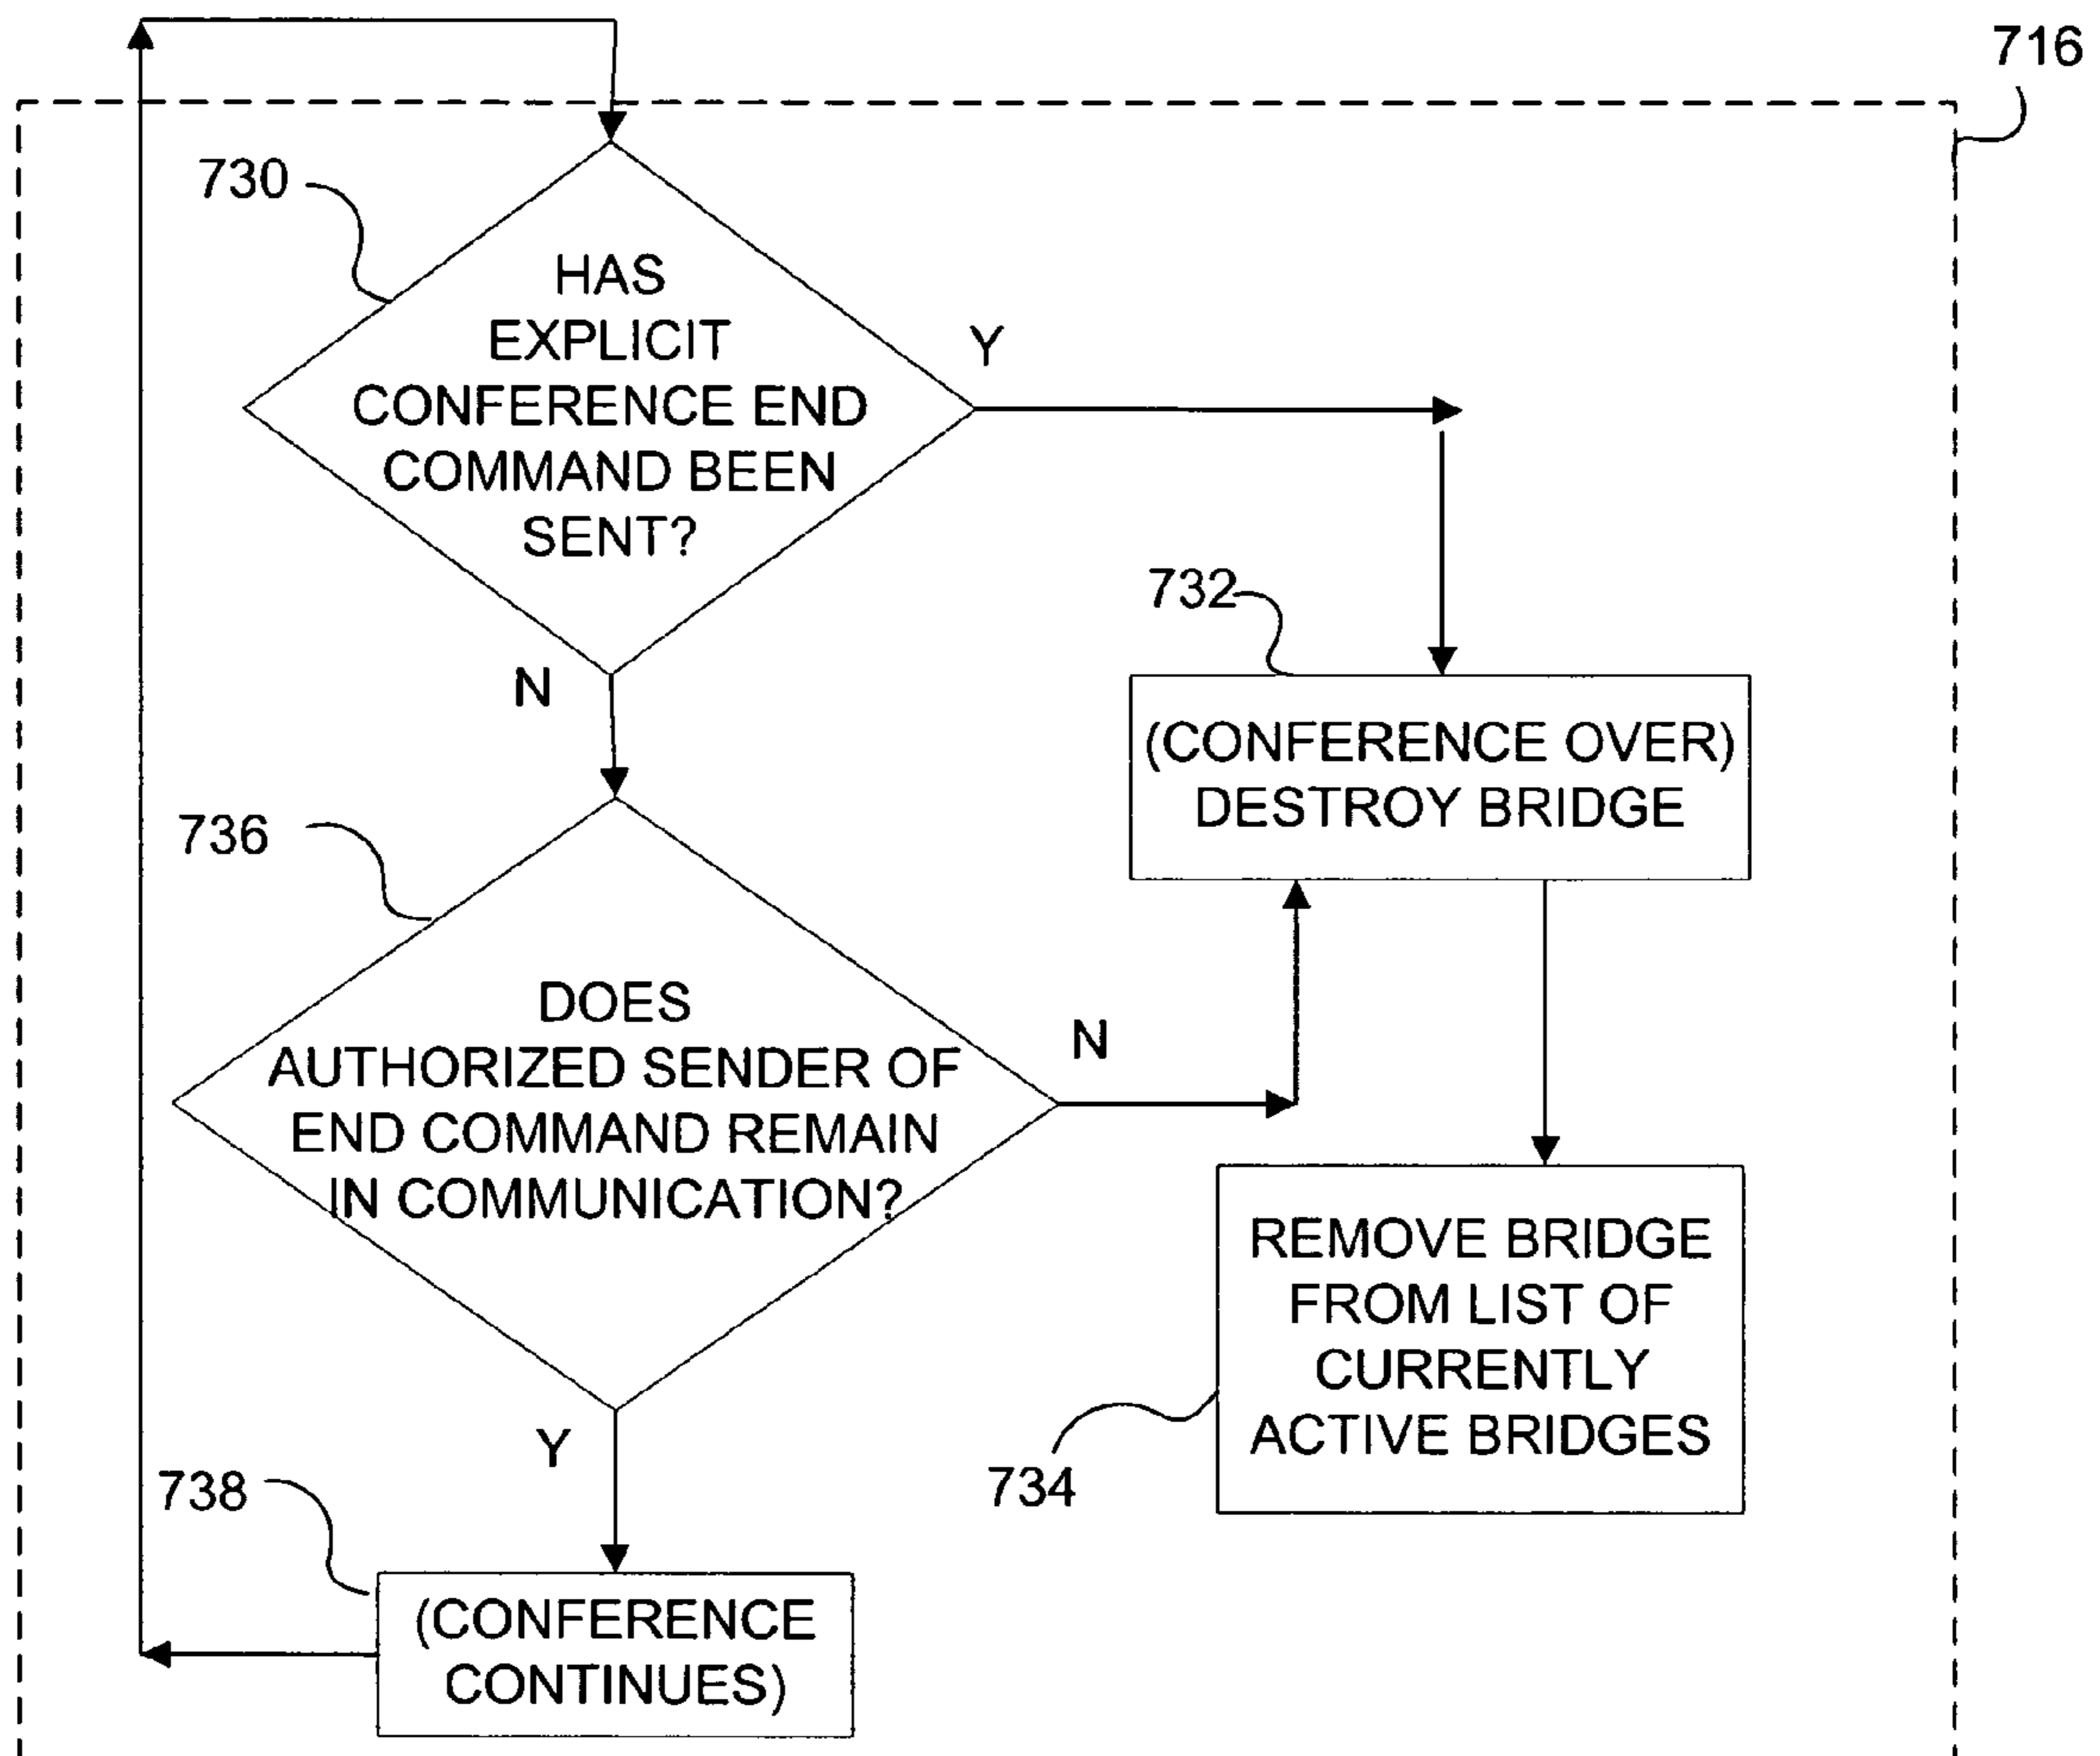 716
730
HAS
EXPLICIT
CONFERENCE END
COMMAND BEEN
SENT?
Y
N
732
(CONFERENCE OVER)
DESTROY BRIDGE
736
DOES
AUTHORIZED SENDER OF
END COMMAND REMAIN
IN COMMUNICATION?
N
Y
REMOVE BRIDGE
FROM LIST OF
CURRENTLY
ACTIVE BRIDGES
734
738
(CONFERENCE
CONTINUES)